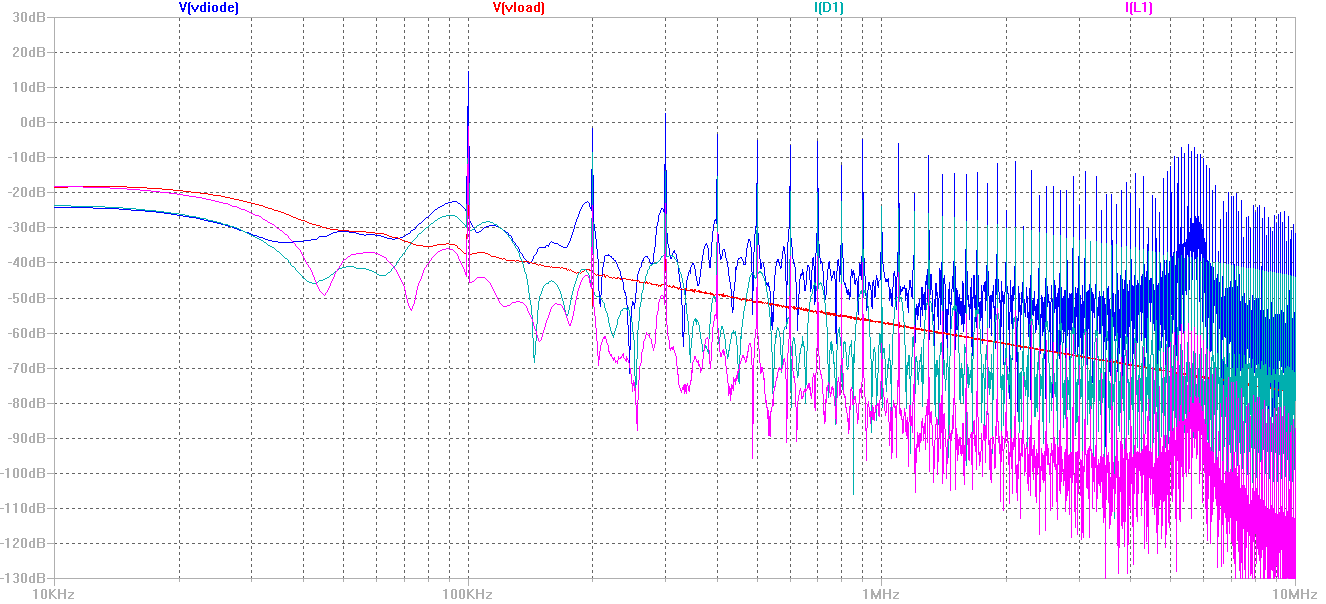 V(vdiode) V(vload) I(D1) I(L1)
30dB
20dB
10dB
0dB
-10dB
-20dB
-30dB
-40dB
-50dB
-60dB
-70dB
-80dB
-90dB
-100dB
-110dB
-120dB
-130dB
10KHz 100KHz 1MHz 10MHz